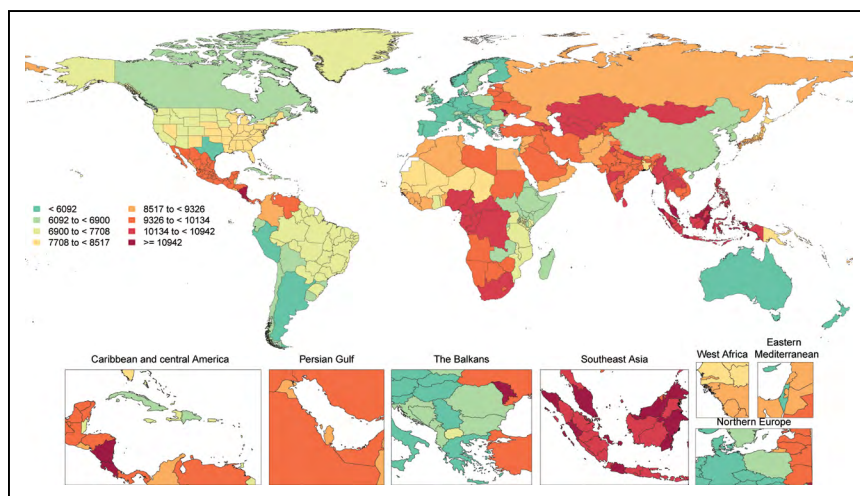 < 6092
6092 to < 6900
6900 to < 7708
7708 to < 8517
8517 to < 9326
9326 to < 10134
10134 to < 10942
>= 10942
Caribbean and central America
Persian Gulf
The Balkans
Southeast Asia
West Africa
Eastern
Mediterranean
Northern Europe